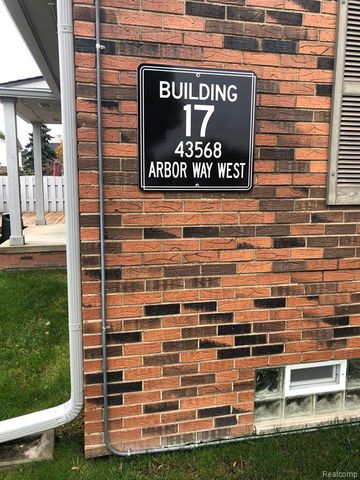 BUILDING
17
43568
ARBOR WAY WEST
Realcomp